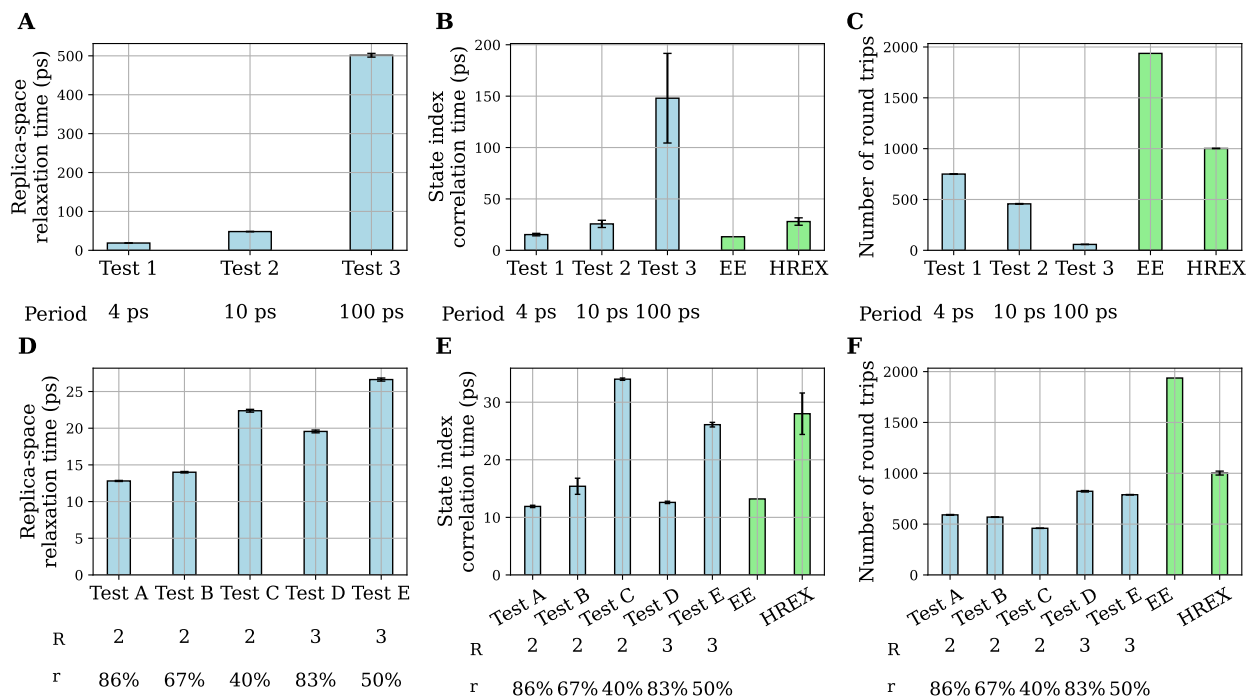 A
Replica-space
relaxation time (ps)
500
400
300
200
100
0
Test 1 Test 2 Test 3
Period 4 ps 10 ps 100 ps
B
State index
correlation time (ps)
200
150
100
50
0
Test 1 Test 2 Test 3 EE HREX
Period 4 ps 10 ps 100 ps
C
Number of round trips
2000
1500
1000
500
0
Test 1 Test 2 Test 3 EE HREX
Period 4 ps 10 ps 100 ps
D
Replica-space
relaxation time (ps)
25
20
15
10
5
0
Test A Test B Test C Test D Test E
R 2 2 2 3 3
r 86% 67% 40% 83% 50%
E
State index
correlation time (ps)
30
20
10
0
Test A Test B Test C Test D Test E EE HREX
R 2 2 2 3 3
r 86% 67% 40% 83% 50%
F
Number of round trips
2000
1500
1000
500
0
Test A Test B Test C Test D Test E EE HREX
R 2 2 2 3 3
r 86% 67% 40% 83% 50%